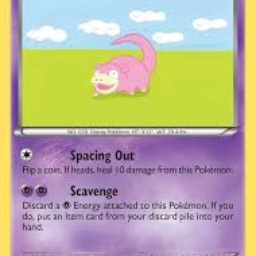 Spacing Out
Flip a coin. If heads, heal 10 damage from this Pokémon.
Scavenge
Discard a Energy attached to this Pokémon. If you
do, put an Item card from your discard pile into your
hand.